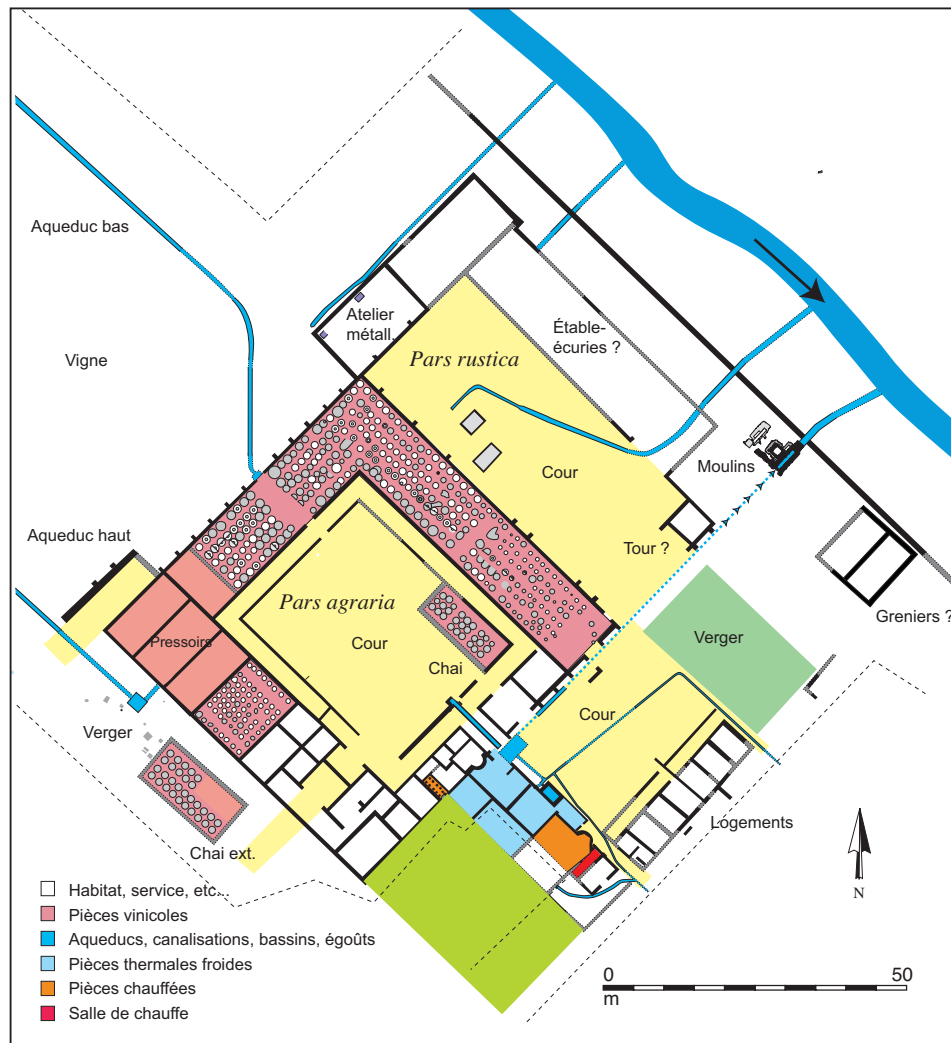 Aqueduc bas
Vigne
Atelier
métall.
Étable-
écuries ?
Pars rustica
Cour
Moulins
Tour ?
Aqueduc haut
Pars agraria
Cour
Pressoirs
Chai
Greniers ?
Verger
Verger
Cour
Chai ext.
Logements
N
Habitat, service, etc...
Pièces vinicoles
Aqueducs, canalisations, bassins, égoûts
Pièces thermales froides
Pièces chauffées
Salle de chauffe
0 50
m